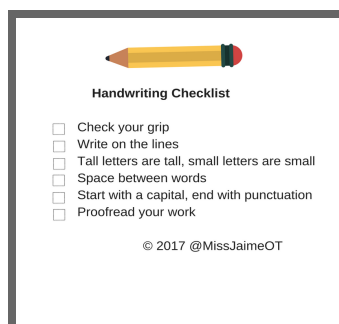 Handwriting Checklist
Check your grip
Write on the lines
Tall letters are tall, small letters are small
Space between words
Start with a capital, end with punctuation
Proofread your work
© 2017 @MissJaimeOT